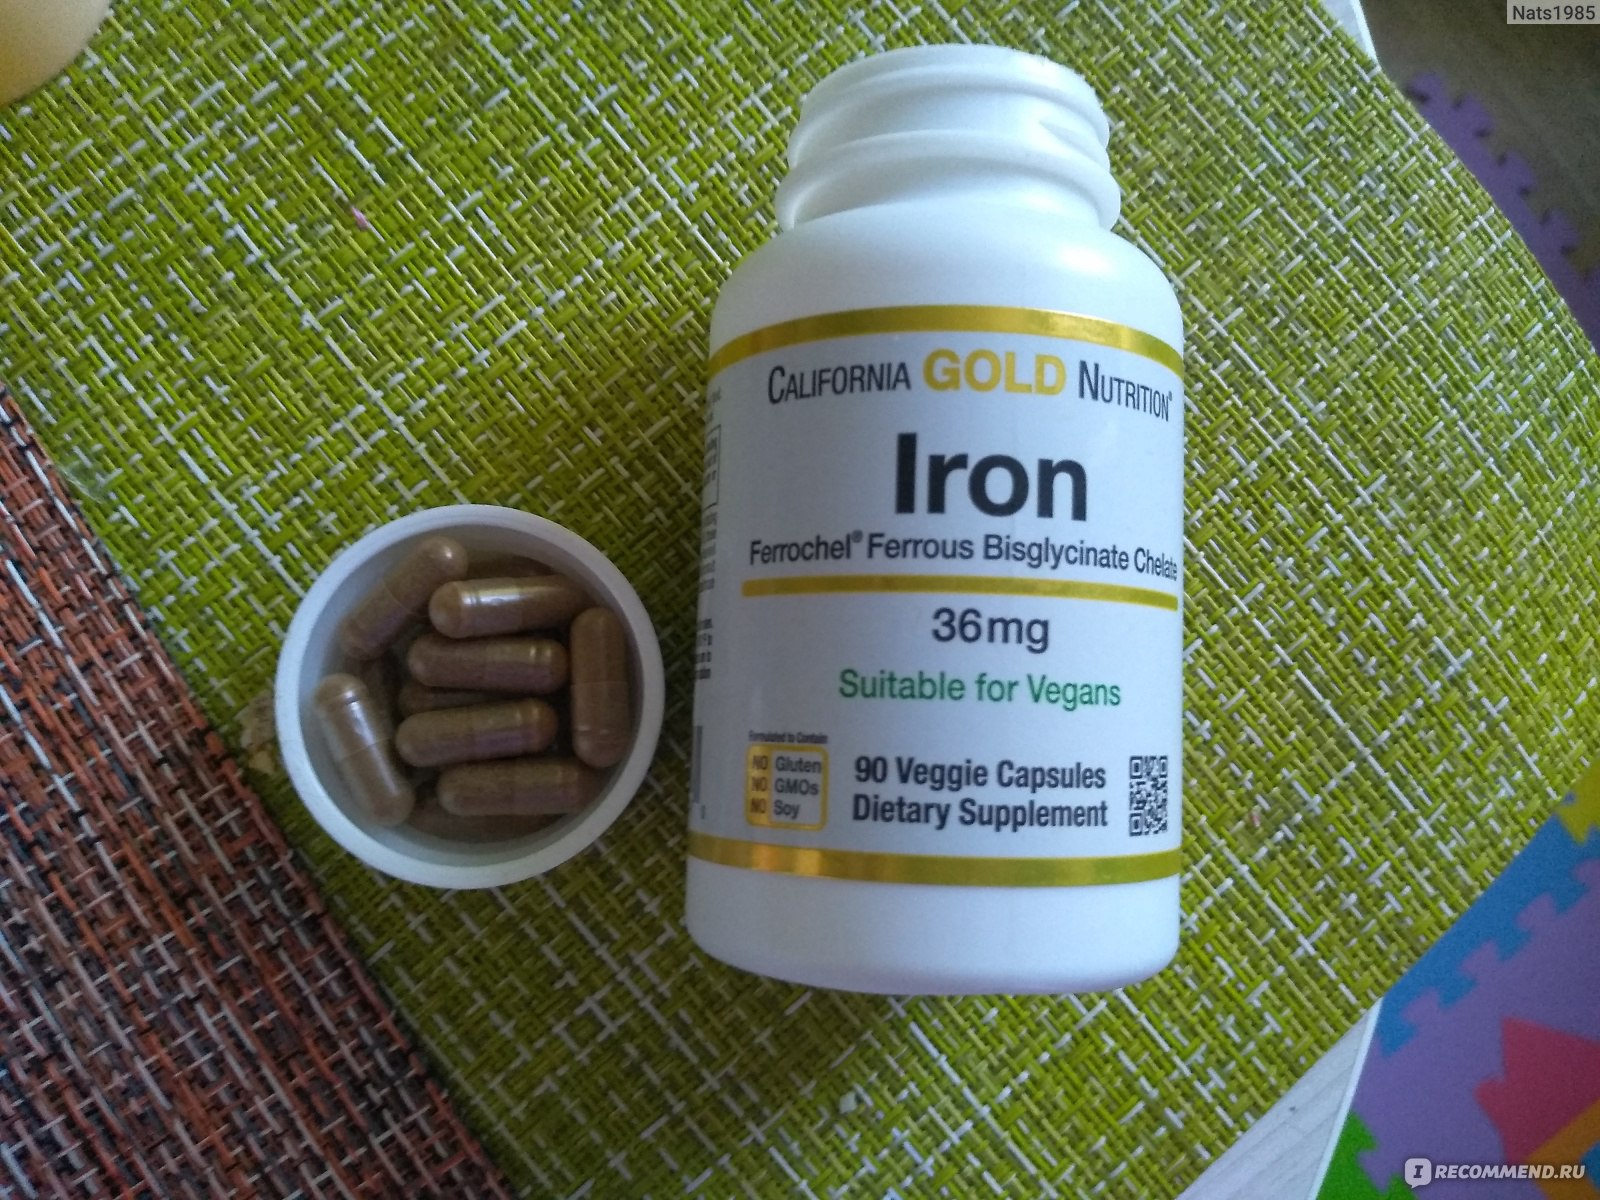 Nats1985
CALIFORNIA GOLD NUTRITION®
Iron
Ferrochel® Ferrous Bisglycinate Chelate
36mg
Suitable for Vegans
Formulated to Contain
NO Gluten
NO GMOs
NO Soy
90 Veggie Capsules
Dietary Supplement
IRECOMMEND.RU